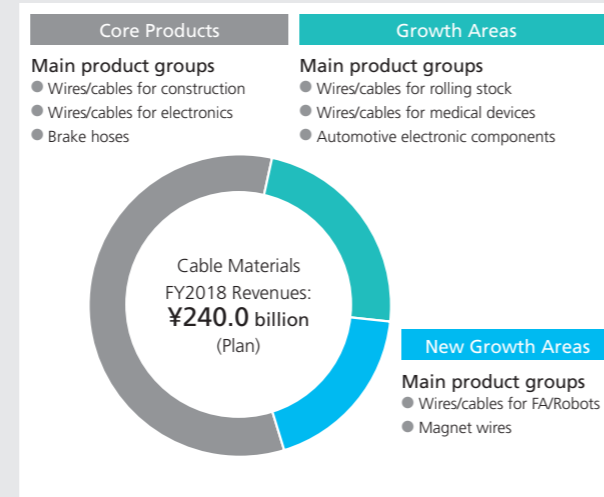 Core Products
Main product groups
Wires/cables for construction
Wires/cables for electronics
Brake hoses
Growth Areas
Main product groups
Wires/cables for rolling stock
Wires/cables for medical devices
Automotive electronic components
Cable Materials
FY2018 Revenues:
¥240.0 billion
(Plan)
New Growth Areas
Main product groups
Wires/cables for FA/Robots
Magnet wires